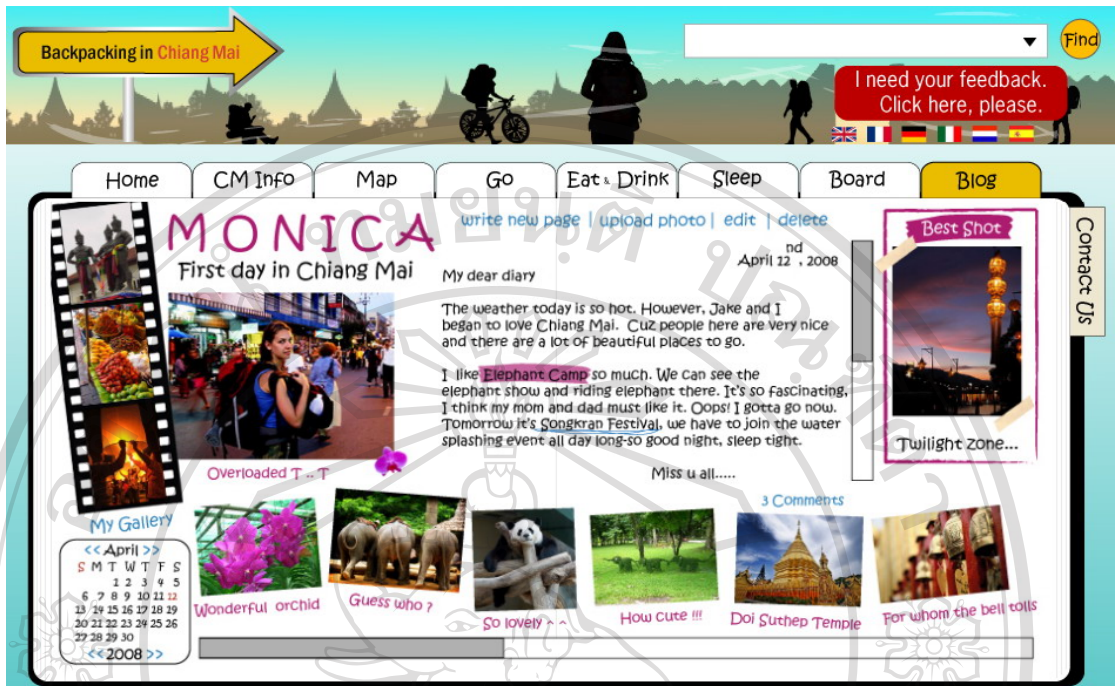 Backpacking in Chiang Mai
Find
I need your feedback.
Click here, please.
Home
CM Info
Map
Go
Eat & Drink
Sleep
Board
Blog
Contact Us
MONICA
First day in Chiang Mai
write new page | upload photo | edit | delete
April 12nd, 2008
My dear diary
The weather today is so hot. However, Jake and I
began to love Chiang Mai. Cuz people here are very nice
and there are a lot of beautiful places to go.
I like Elephant Camp so much. We can see the
elephant show and riding elephant there. It's so fascinating,
I think my mom and dad must like it. Oops! I gotta go now.
Tomorrow it's Songkran Festival, we have to join the water
splashing event all day long-so good night, sleep tight.
Miss u all.....
3 Comments
Best Shot
Twilight zone...
Overloaded T .. T
My Gallery
<< April >>
S M T W T F S
1 2 3 4 5
6 7 8 9 10 11 12
13 14 15 16 17 18 19
20 21 22 23 24 25 26
27 28 29 30
<< 2008 >>
Wonderful orchid
Guess who ?
So lovely ^ ^
How cute !!!
Doi Suthep Temple
For whom the bell tolls